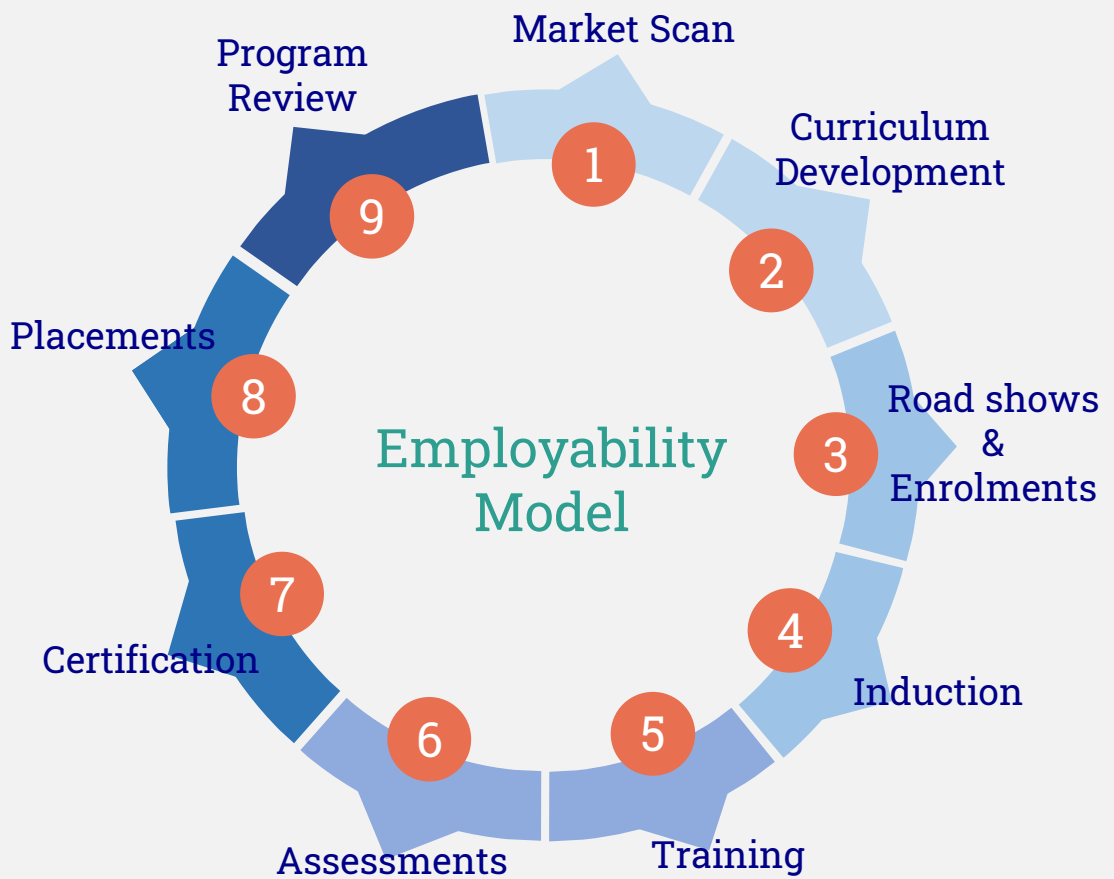 Market Scan
1
Curriculum
Development
2
Road shows
&
Enrolments
3
4
Induction
5
Training
6
Assessments
7
Certification
Placements
8
Program
Review
9
Employability
Model